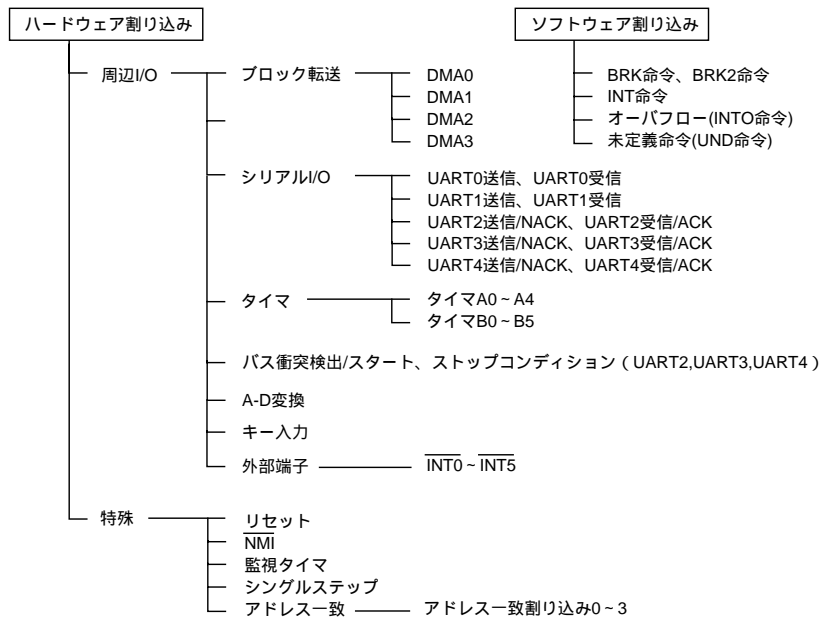 ハードウェア割り込み
ソフトウェア割り込み
周辺I/O
ブロック転送
DMA0
DMA1
DMA2
DMA3
シリアルI/O
UART0送信、UART0受信
UART1送信、UART1受信
UART2送信/NACK、UART2受信/ACK
UART3送信/NACK、UART3受信/ACK
UART4送信/NACK、UART4受信/ACK
タイマ
タイマA0~A4
タイマB0~B5
バス衝突検出/スタート、ストップコンディション(UART2,UART3,UART4)
A-D変換
キー入力
外部端子
INT0~INT5
特殊
リセット
NMI
監視タイマ
シングルステップ
アドレス一致
アドレス一致割り込み0~3
BRK命令、BRK2命令
INT命令
オーバフロー(INTO命令)
未定義命令(UND命令)